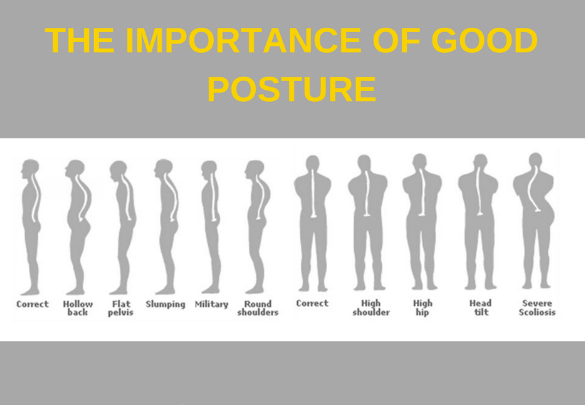 THE IMPORTANCE OF GOOD
POSTURE
Correct
Hollow
back
Flat
pelvis
Slumping
Military
Round
shoulders
Correct
High
shoulder
High
hip
Head
tilt
Severe
Scoliosis